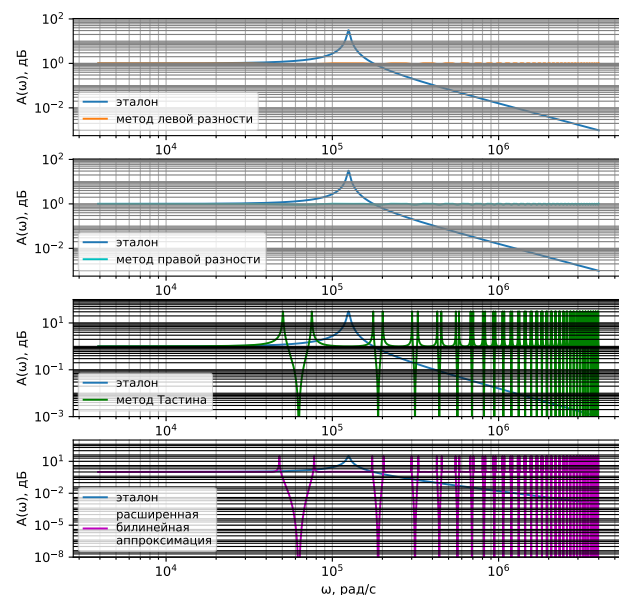 A(ω), дБ
10²
10⁰
10⁻²
эталон
метод левой разности
10⁴
10⁵
10⁶
A(ω), дБ
10²
10⁰
10⁻²
эталон
метод правой разности
10⁴
10⁵
10⁶
A(ω), дБ
10¹
10⁻¹
10⁻³
эталон
метод Тастина
10⁴
10⁵
10⁶
A(ω), дБ
10¹
10⁻²
10⁻⁵
10⁻⁸
эталон
расширенная
билинейная
аппроксимация
10⁴
10⁵
10⁶
ω, рад/с